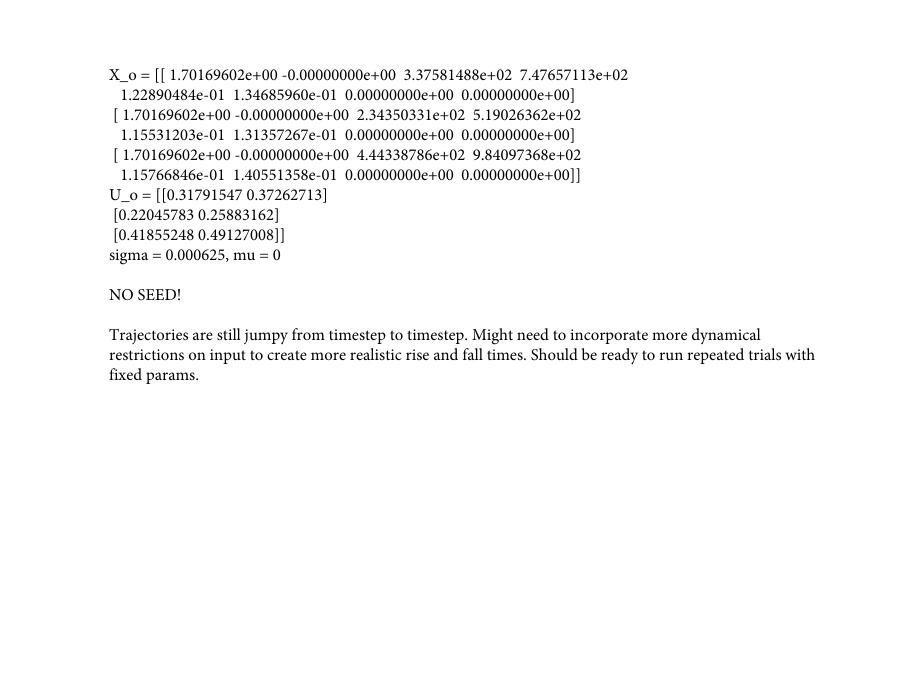 X_o = [[ 1.70169602e+00 -0.00000000e+00  3.37581488e+02  7.47657113e+02
1.22890484e-01  1.34685960e-01  0.00000000e+00  0.00000000e+00]
[ 1.70169602e+00 -0.00000000e+00  2.34350331e+02  5.19026362e+02
1.15531203e-01  1.31357267e-01  0.00000000e+00  0.00000000e+00]
[ 1.70169602e+00 -0.00000000e+00  4.44338786e+02  9.84097368e+02
1.15766846e-01  1.40551358e-01  0.00000000e+00  0.00000000e+00]]
U_o = [[0.31791547 0.37262713]
[0.22045783 0.25883162]
[0.41855248 0.49127008]]
sigma = 0.000625, mu = 0
NO SEED!
Trajectories are still jumpy from timestep to timestep. Might need to incorporate more dynamical
restrictions on input to create more realistic rise and fall times. Should be ready to run repeated trials with
fixed params.